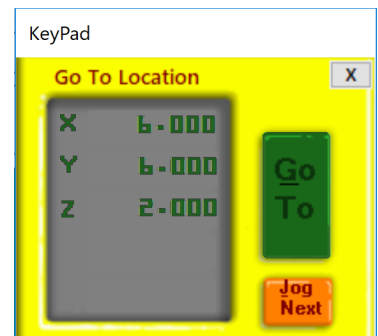 KeyPad
Go To Location
X
X 6.000
Y 6.000
Z 2.000
Go
To
Jog
Next